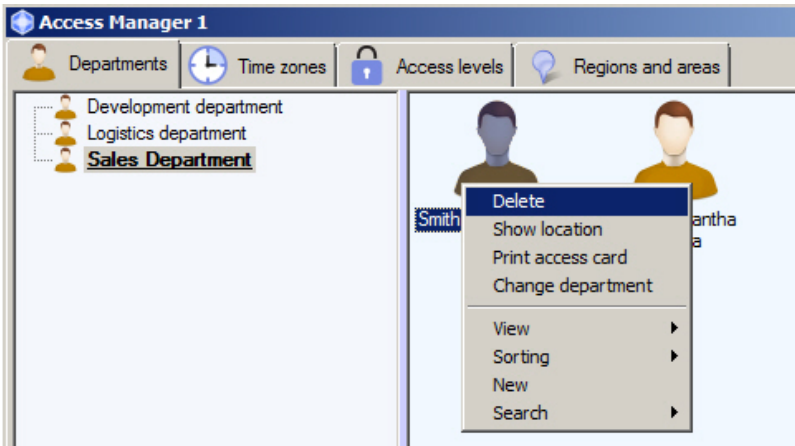 Access Manager 1
Departments Time zones Access levels Regions and areas
Development department
Logistics department
Sales Department
Smith
antha
a
Delete
Show location
Print access card
Change department
View
Sorting
New
Search